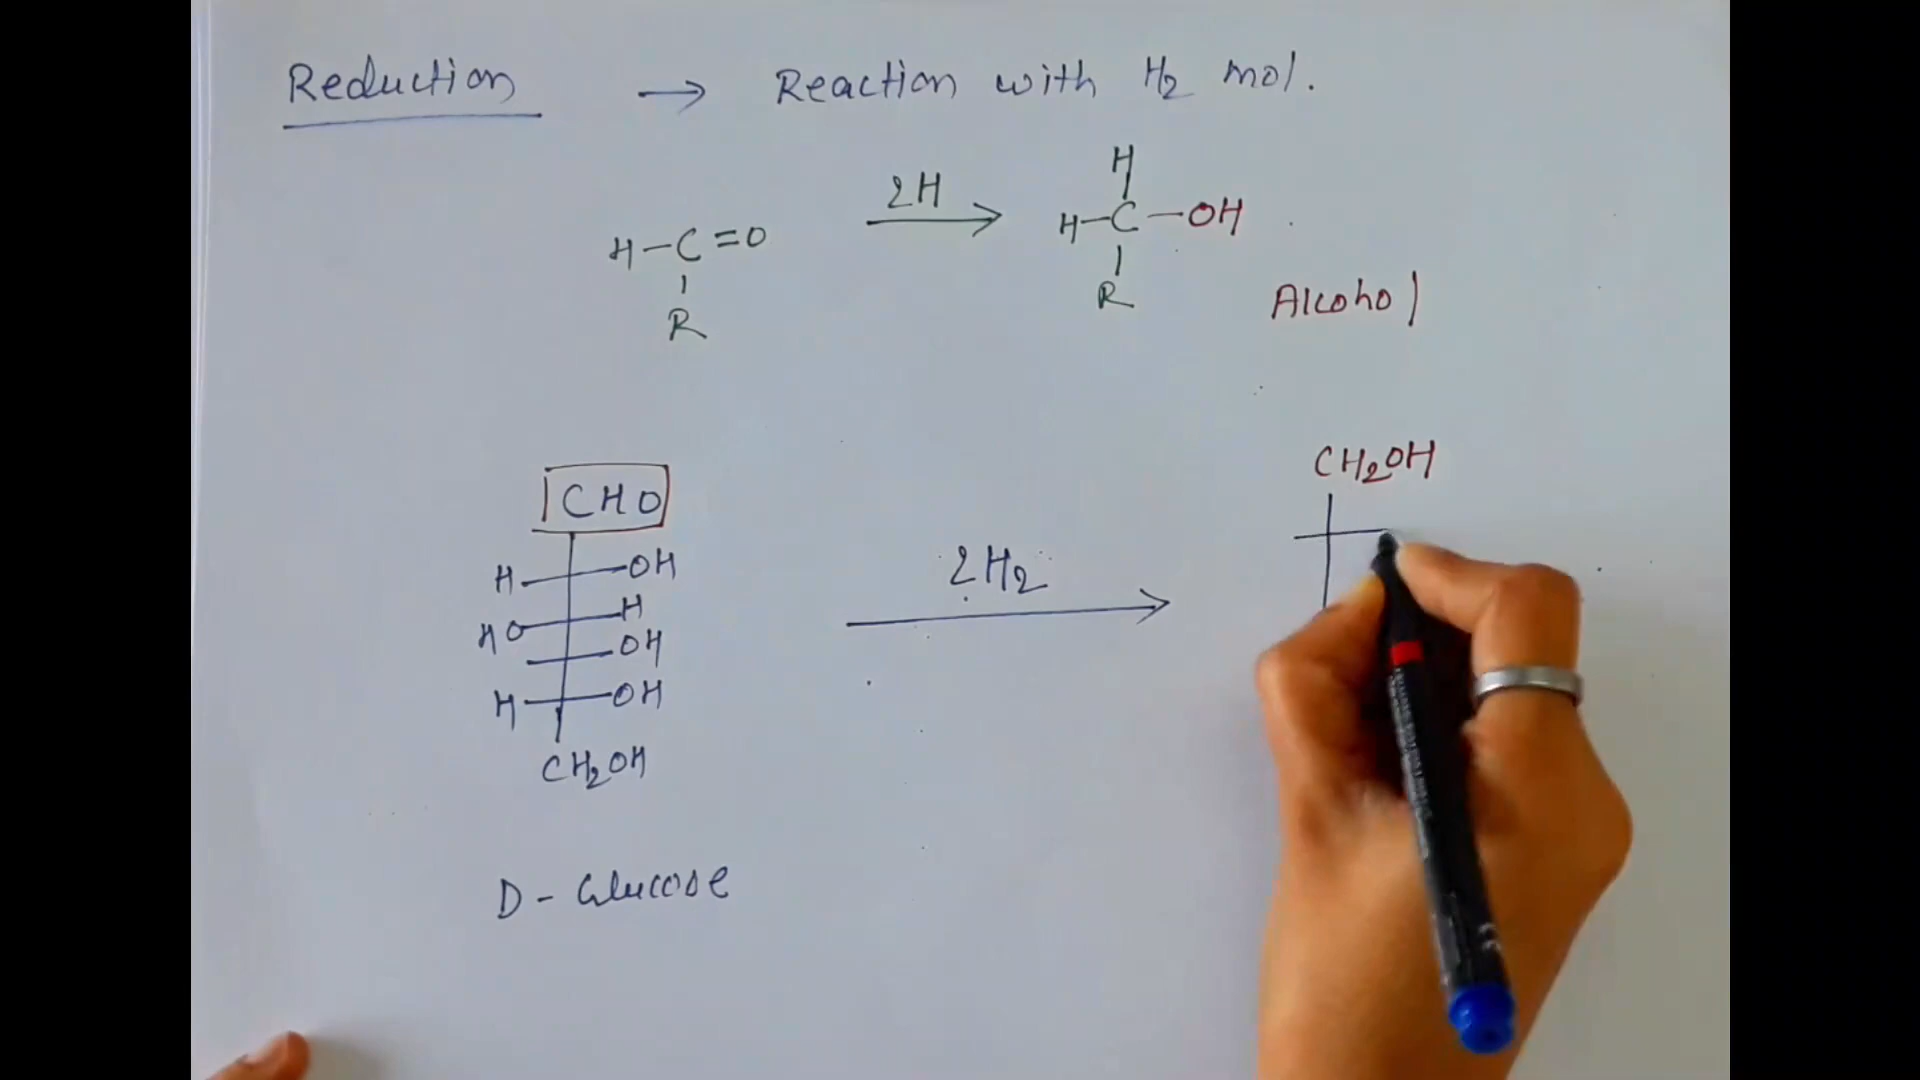 Reduction → Reaction with H2 mol.
2H
H
H-C=O
H-C-OH
R
R
Alcohol
CHO
CH2OH
H OH
2H2
HO H
OH
H OH
CH2OH
D - Glucose